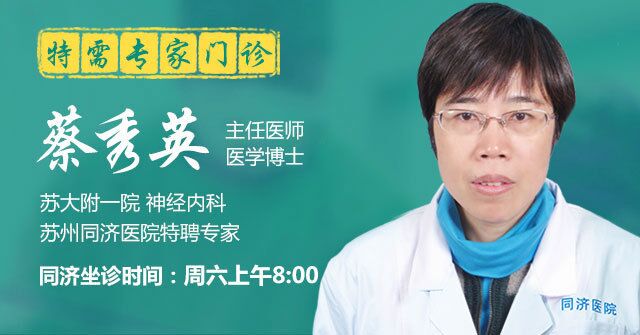 特需专家门诊
蔡秀英
主任医师
医学博士
苏大附一院 神经内科
苏州同济医院特聘专家
同济坐诊时间：周六上午8:00
同济医院